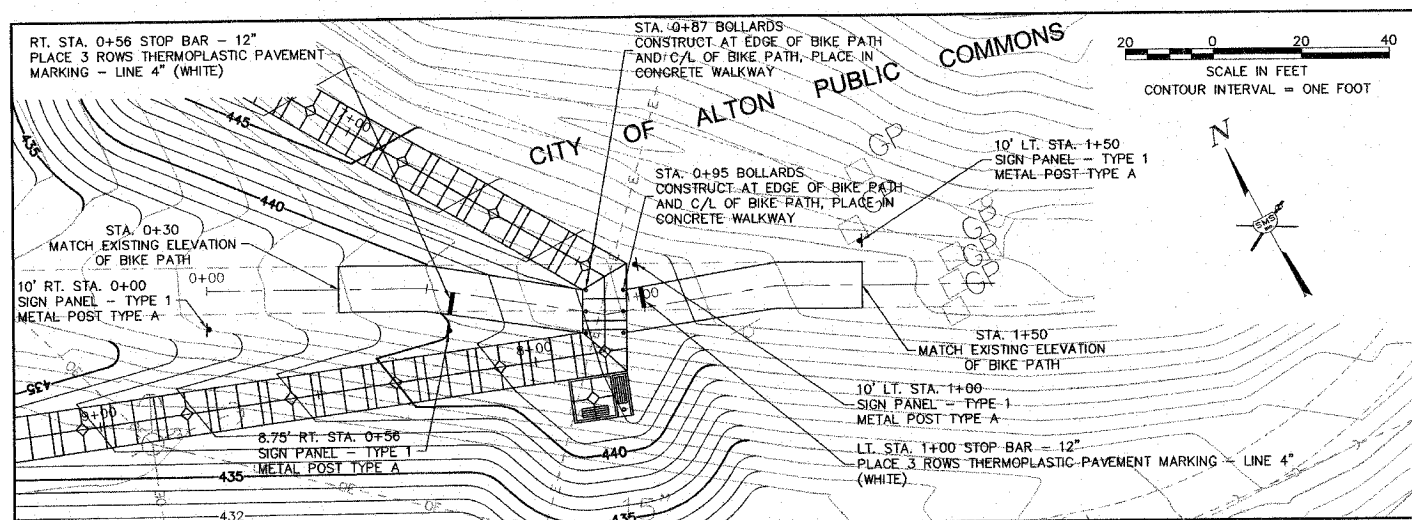 RT. STA. 0+56 STOP BAR – 12"
PLACE 3 ROWS THERMOPLASTIC PAVEMENT
MARKING – LINE 4" (WHITE)
STA. 0+87 BOLLARDS
CONSTRUCT AT EDGE OF BIKE PATH
AND C/L OF BIKE PATH, PLACE IN
CONCRETE WALKWAY
CITY OF ALTON PUBLIC COMMONS
20 0 20 40
SCALE IN FEET
CONTOUR INTERVAL = ONE FOOT
N
SMS
435
445
1+00
440
GP
10' LT. STA. 1+50
SIGN PANEL – TYPE 1
METAL POST TYPE A
STA. 0+95 BOLLARDS
CONSTRUCT AT EDGE OF BIKE PATH
AND C/L OF BIKE PATH, PLACE IN
CONCRETE WALKWAY
STA. 0+30
MATCH EXISTING ELEVATION
OF BIKE PATH
0+00
10' RT. STA. 0+00
SIGN PANEL – TYPE 1
METAL POST TYPE A
GP
GP
STA. 1+50
MATCH EXISTING ELEVATION
OF BIKE PATH
8+00
435
9+00
10' LT. STA. 1+00
SIGN PANEL – TYPE 1
METAL POST TYPE A
8.75' RT. STA. 0+56
SIGN PANEL – TYPE 1
METAL POST TYPE A
440
LT. STA. 1+00 STOP BAR – 12"
PLACE 3 ROWS THERMOPLASTIC PAVEMENT MARKING – LINE 4"
(WHITE)
435
432
435